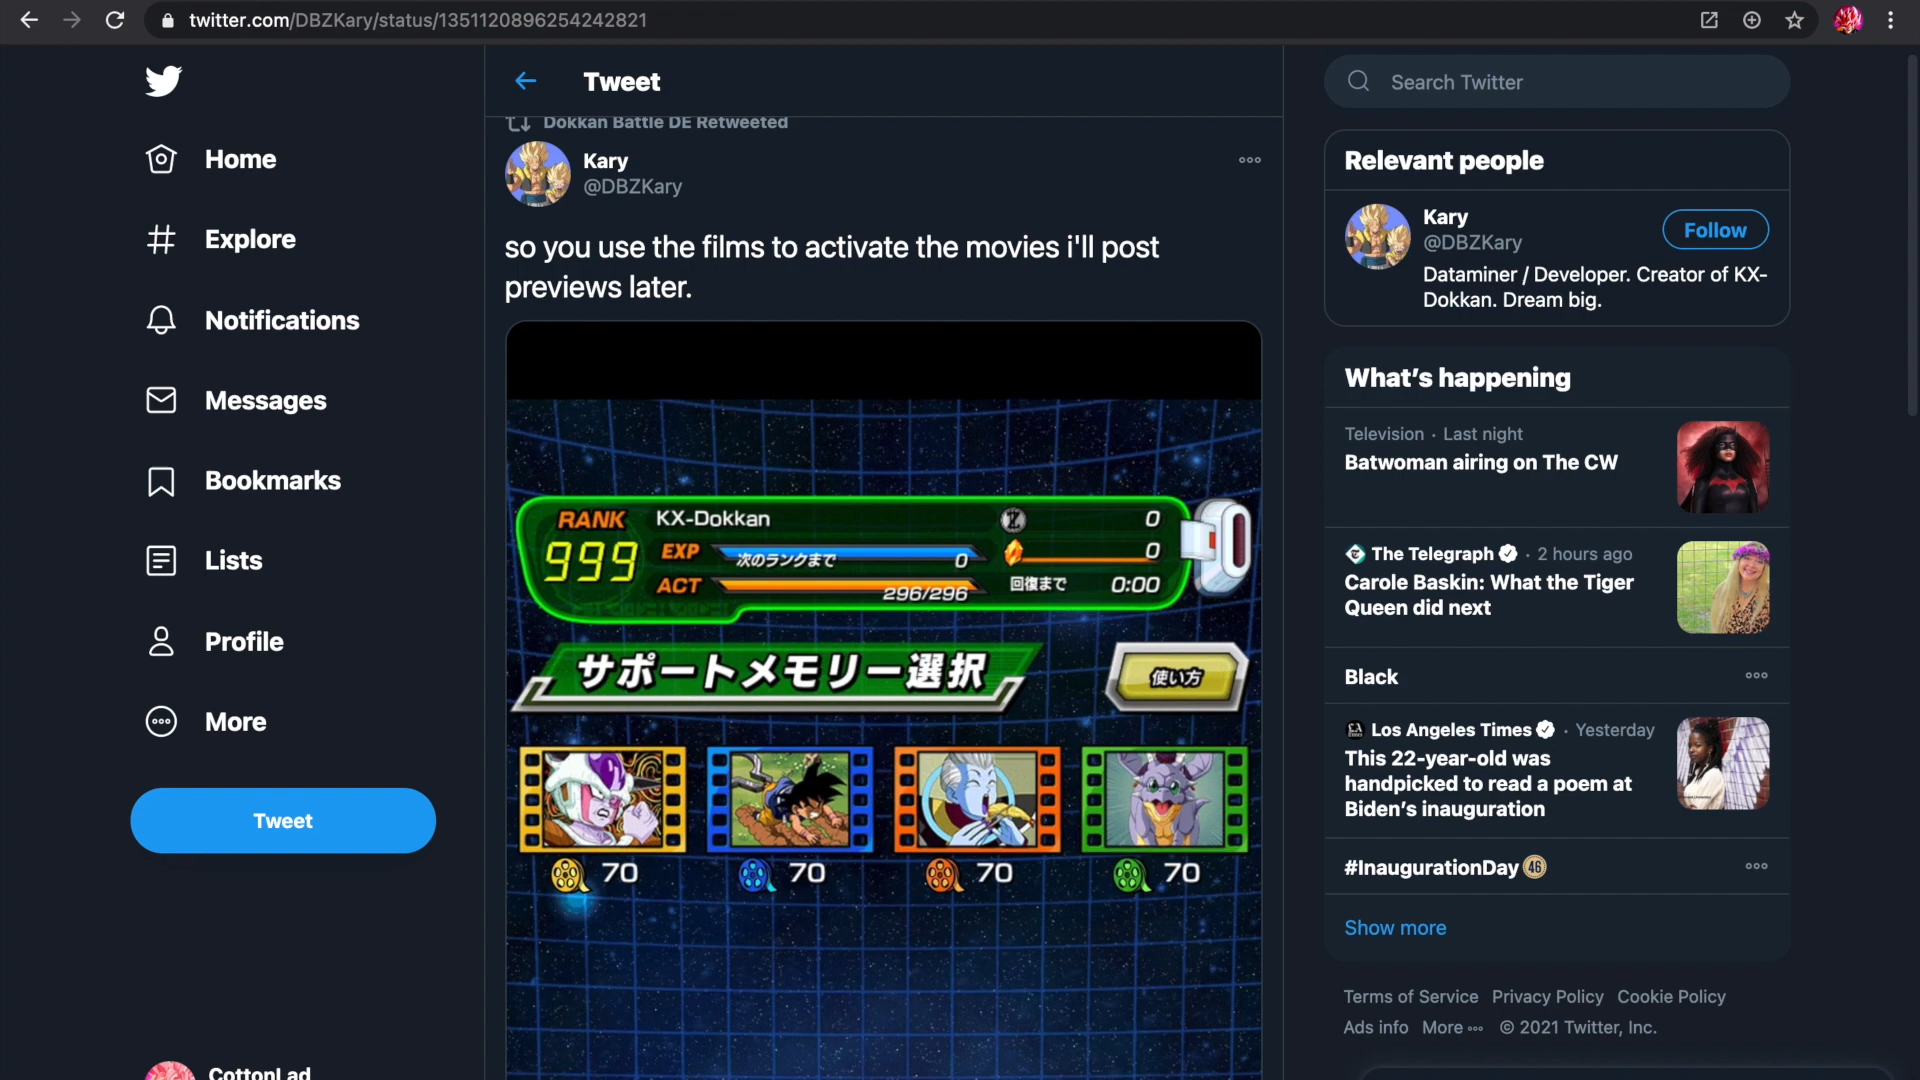 twitter.com/DBZKary/status/1351120896254242821
Home
Explore
Notifications
Messages
Bookmarks
Lists
Profile
More
Tweet
CottonLad
Tweet
Dokkan Battle DE Retweeted
Kary
@DBZKary
so you use the films to activate the movies i'll post
previews later.
RANK
999
KX-Dokkan
EXP 次のランクまで 0
ACT 296/296
Z 0
0
回復まで 0:00
サポートメモリー選択
使い方
70
70
70
70
Search Twitter
Relevant people
Kary
@DBZKary
Follow
Dataminer / Developer. Creator of KX-
Dokkan. Dream big.
What's happening
Television · Last night
Batwoman airing on The CW
The Telegraph · 2 hours ago
Carole Baskin: What the Tiger
Queen did next
Black
Los Angeles Times · Yesterday
This 22-year-old was
handpicked to read a poem at
Biden's inauguration
#InaugurationDay 46
Show more
Terms of Service Privacy Policy Cookie Policy
Ads info More © 2021 Twitter, Inc.